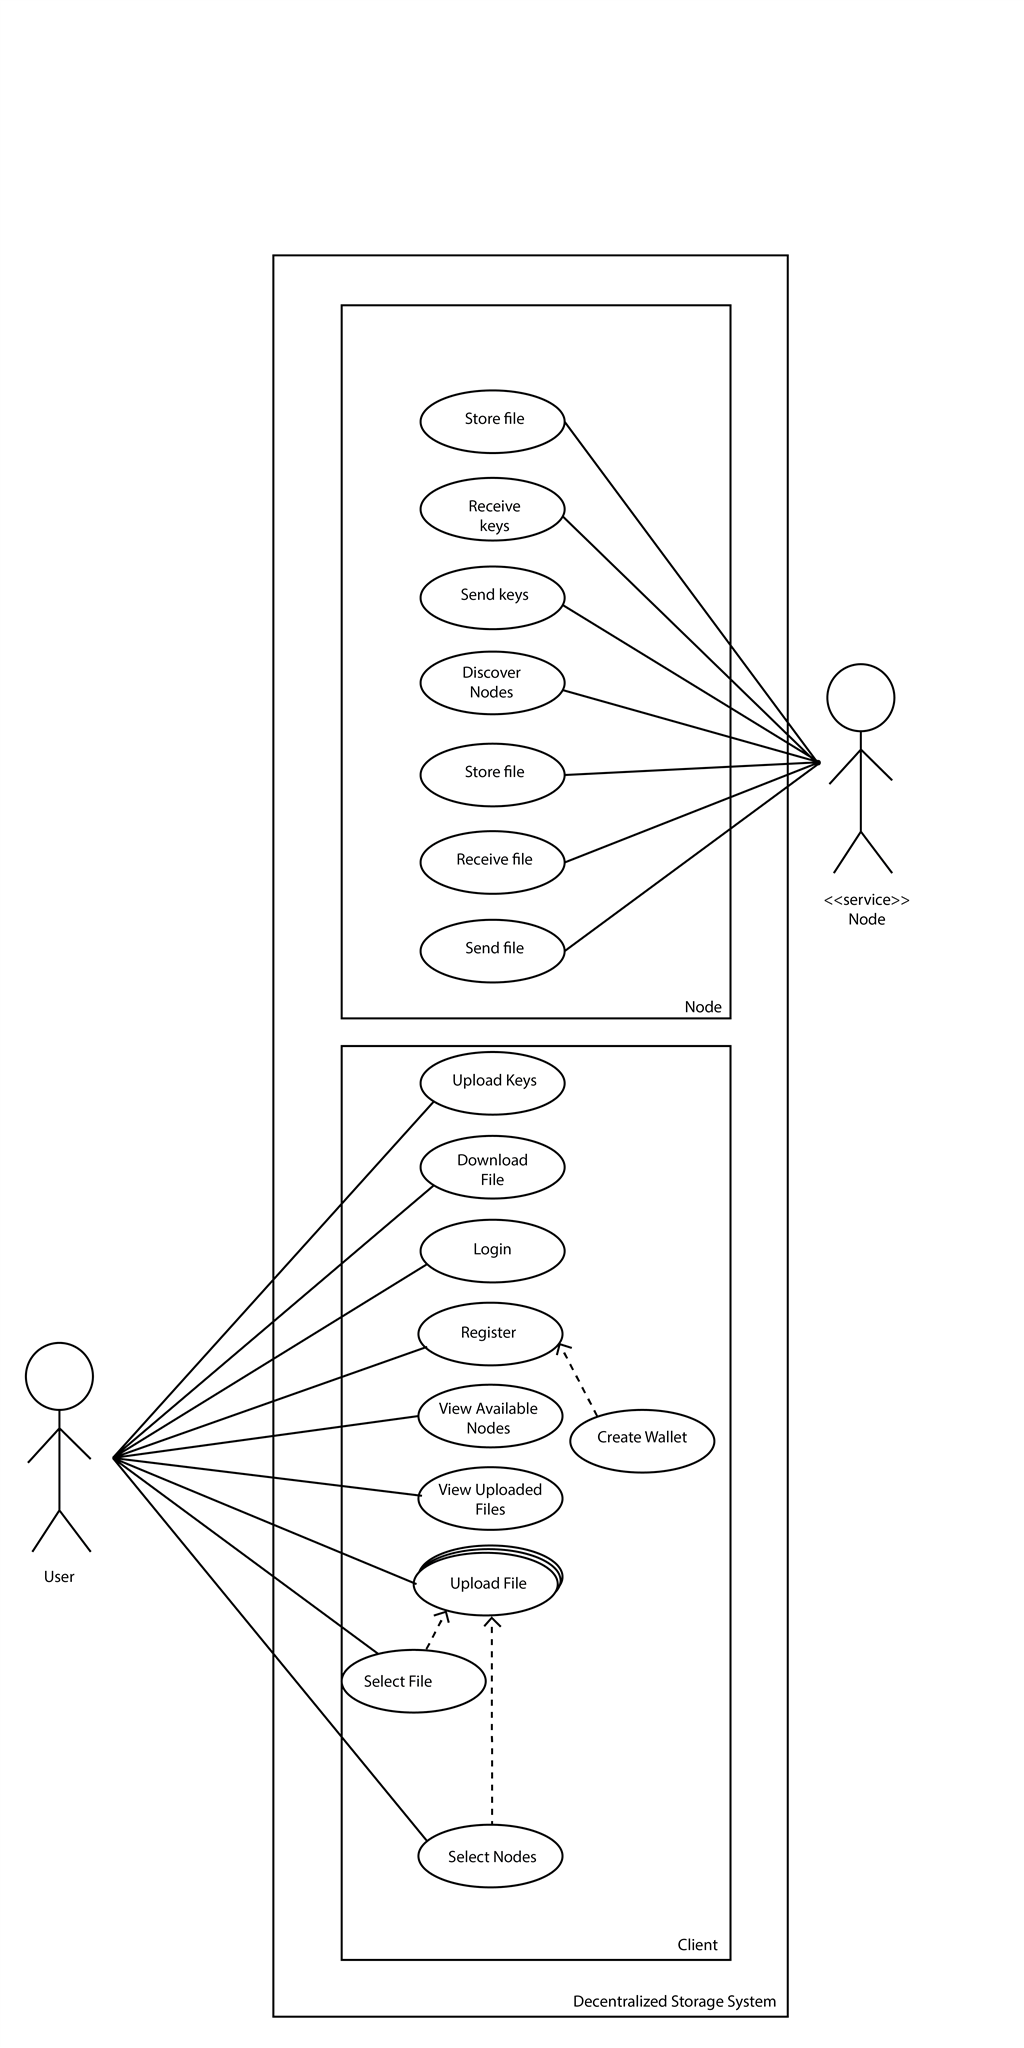 Store file
Receive
keys
Send keys
Discover
Nodes
Store file
Receive file
Send file
<<service>>
Node
Node
Upload Keys
Download
File
Login
Register
View Available
Nodes
Create Wallet
View Uploaded
Files
User
Upload File
Select File
Select Nodes
Client
Decentralized Storage System